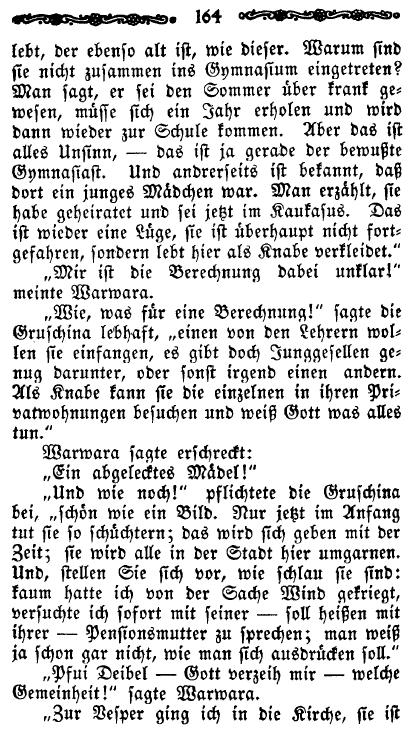 164
lebt, der ebenso alt ist, wie dieser. Warum sind
sie nicht zusammen ins Gymnasium eingetreten?
Man sagt, er sei den Sommer über krank ge-
wesen, müsse sich ein Jahr erholen und wird
dann wieder zur Schule kommen. Aber das ist
alles Unsinn, — das ist ja gerade der bewußte
Gymnasiast. Und andrerseits ist bekannt, daß
dort ein junges Mädchen war. Man erzählt, sie
habe geheiratet und sei jetzt im Kaukasus. Das
ist wieder eine Lüge, sie ist überhaupt nicht fort-
gefahren, sondern lebt hier als Knabe verkleidet.“
„Mir ist die Berechnung dabei unklar!“
meinte Warwara.
„Wie, was für eine Berechnung!“ sagte die
Gruschina lebhaft, „einen von den Lehrern wol-
len sie einfangen, es gibt doch Junggesellen ge-
nug darunter, oder sonst irgend einen andern.
Als Knabe kann sie die einzelnen in ihren Pri-
vatwohnungen besuchen und weiß Gott was alles
tun.“
Warwara sagte erschreckt:
„Ein abgelecktes Mädel!“
„Und wie noch!“ pflichtete die Gruschina
bei, „schön wie ein Bild. Nur jetzt im Anfang
tut sie so schüchtern; das wird sich geben mit der
Zeit; sie wird alle in der Stadt hier umgarnen.
Und, stellen Sie sich vor, wie schlau sie sind:
kaum hatte ich von der Sache Wind gekriegt,
versuchte ich sofort mit seiner — soll heißen mit
ihrer — Pensionsmutter zu sprechen; man weiß
ja schon gar nicht, wie man sich ausdrücken soll.“
„Pfui Deibel — Gott verzeih mir — welche
Gemeinheit!“ sagte Warwara.
„Zur Vesper ging ich in die Kirche, sie ist